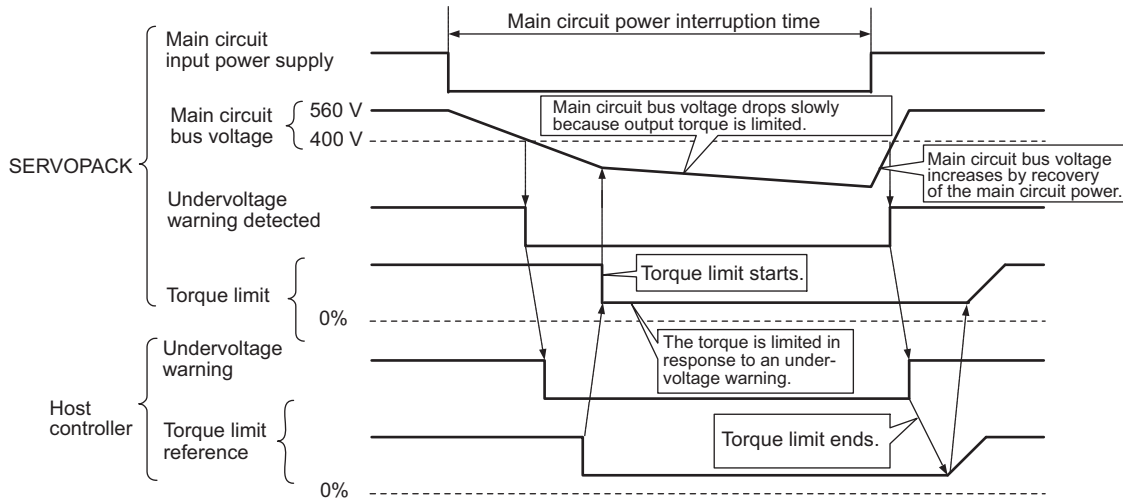 Main circuit power interruption time
Main circuit
input power supply
Main circuit
bus voltage
560 V
400 V
Main circuit bus voltage drops slowly
because output torque is limited.
SERVOPACK
Main circuit bus voltage
increases by recovery
of the main circuit power.
Undervoltage
warning detected
Torque limit starts.
Torque limit
0%
The torque is limited in
response to an under-
voltage warning.
Undervoltage
warning
Host
controller
Torque limit
reference
Torque limit ends.
0%